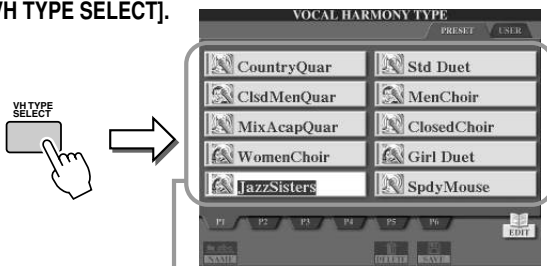 VH TYPE SELECT].
VOCAL HARMONY TYPE
PRESET USER
CountryQuar Std Duet
ClsdMenQuar MenChoir
VH TYPE
SELECT
MixAcapQuar ClosedChoir
WomenChoir Girl Duet
JazzSisters SpdyMouse
P1 P2 P3 P4 P5 P6
EDIT
NAME DELETE SAVE